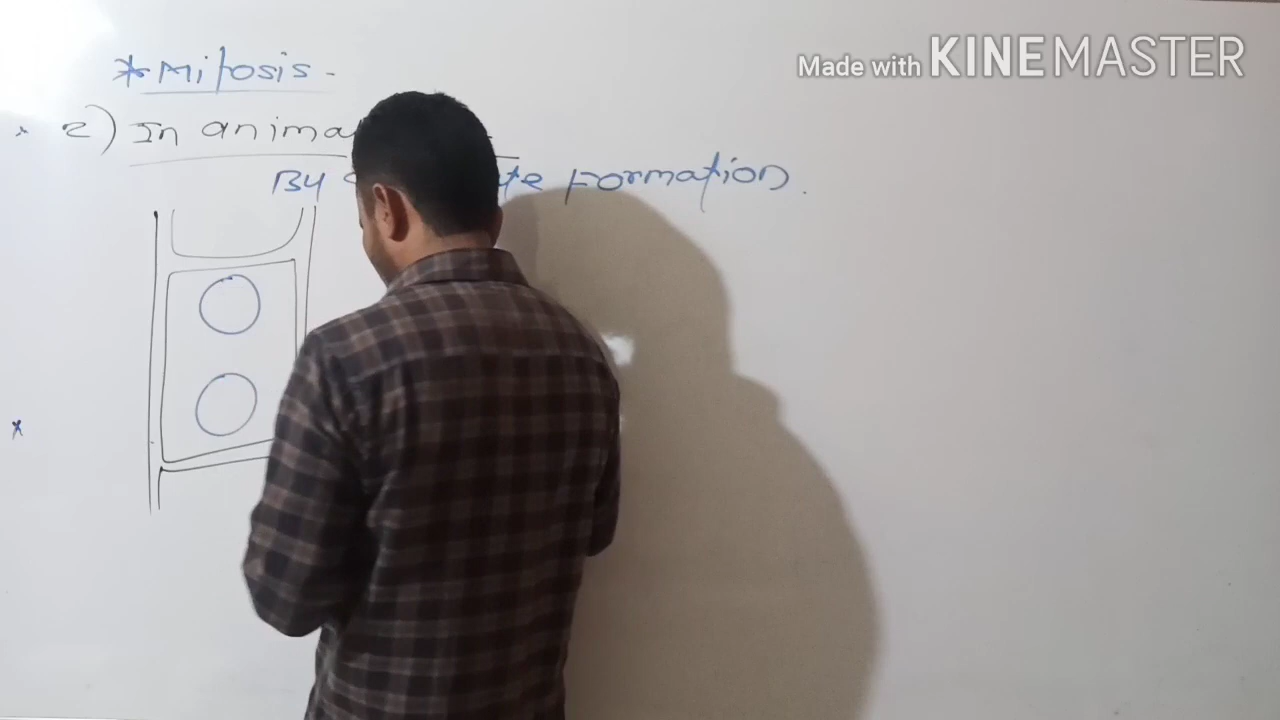 Made with KINEMASTER
*Mitosis-
2) In anima
By te Formation.